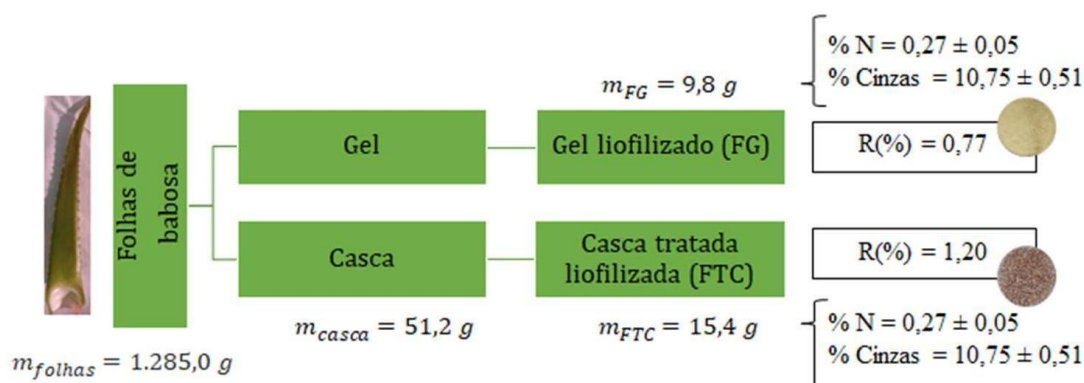 % N = 0,27 ± 0,05
% Cinzas = 10,75 ± 0,51
m_FG = 9,8 g
Folhas de
babosa
Gel
Gel liofilizado (FG)
R(%) = 0,77
Casca
Casca tratada
liofilizada (FTC)
R(%) = 1,20
m_casca = 51,2 g
m_FTC = 15,4 g
% N = 0,27 ± 0,05
% Cinzas = 10,75 ± 0,51
m_folhas = 1.285,0 g